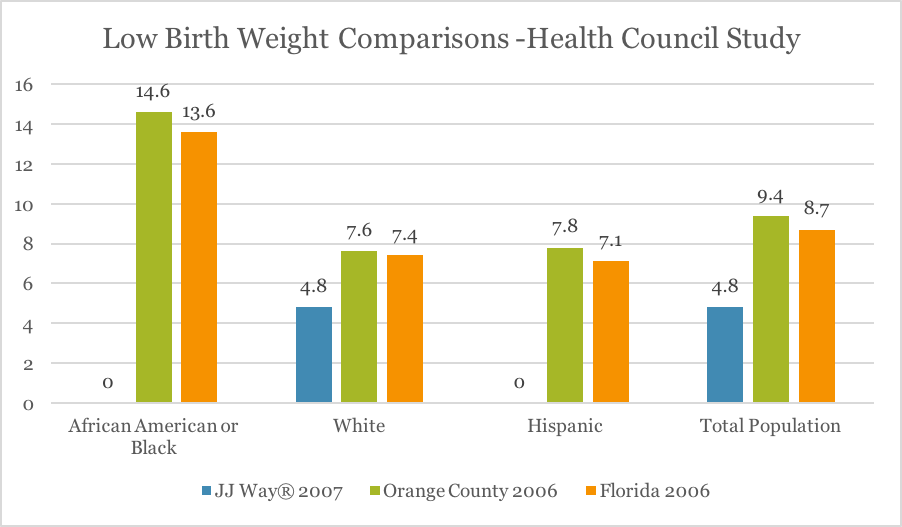 Low Birth Weight Comparisons -Health Council Study
16
14
12
10
8
6
4
2
0
0
14.6
13.6
4.8
7.6
7.4
0
7.8
7.1
4.8
9.4
8.7
African American or
Black
White
Hispanic
Total Population
JJ Way® 2007
Orange County 2006
Florida 2006